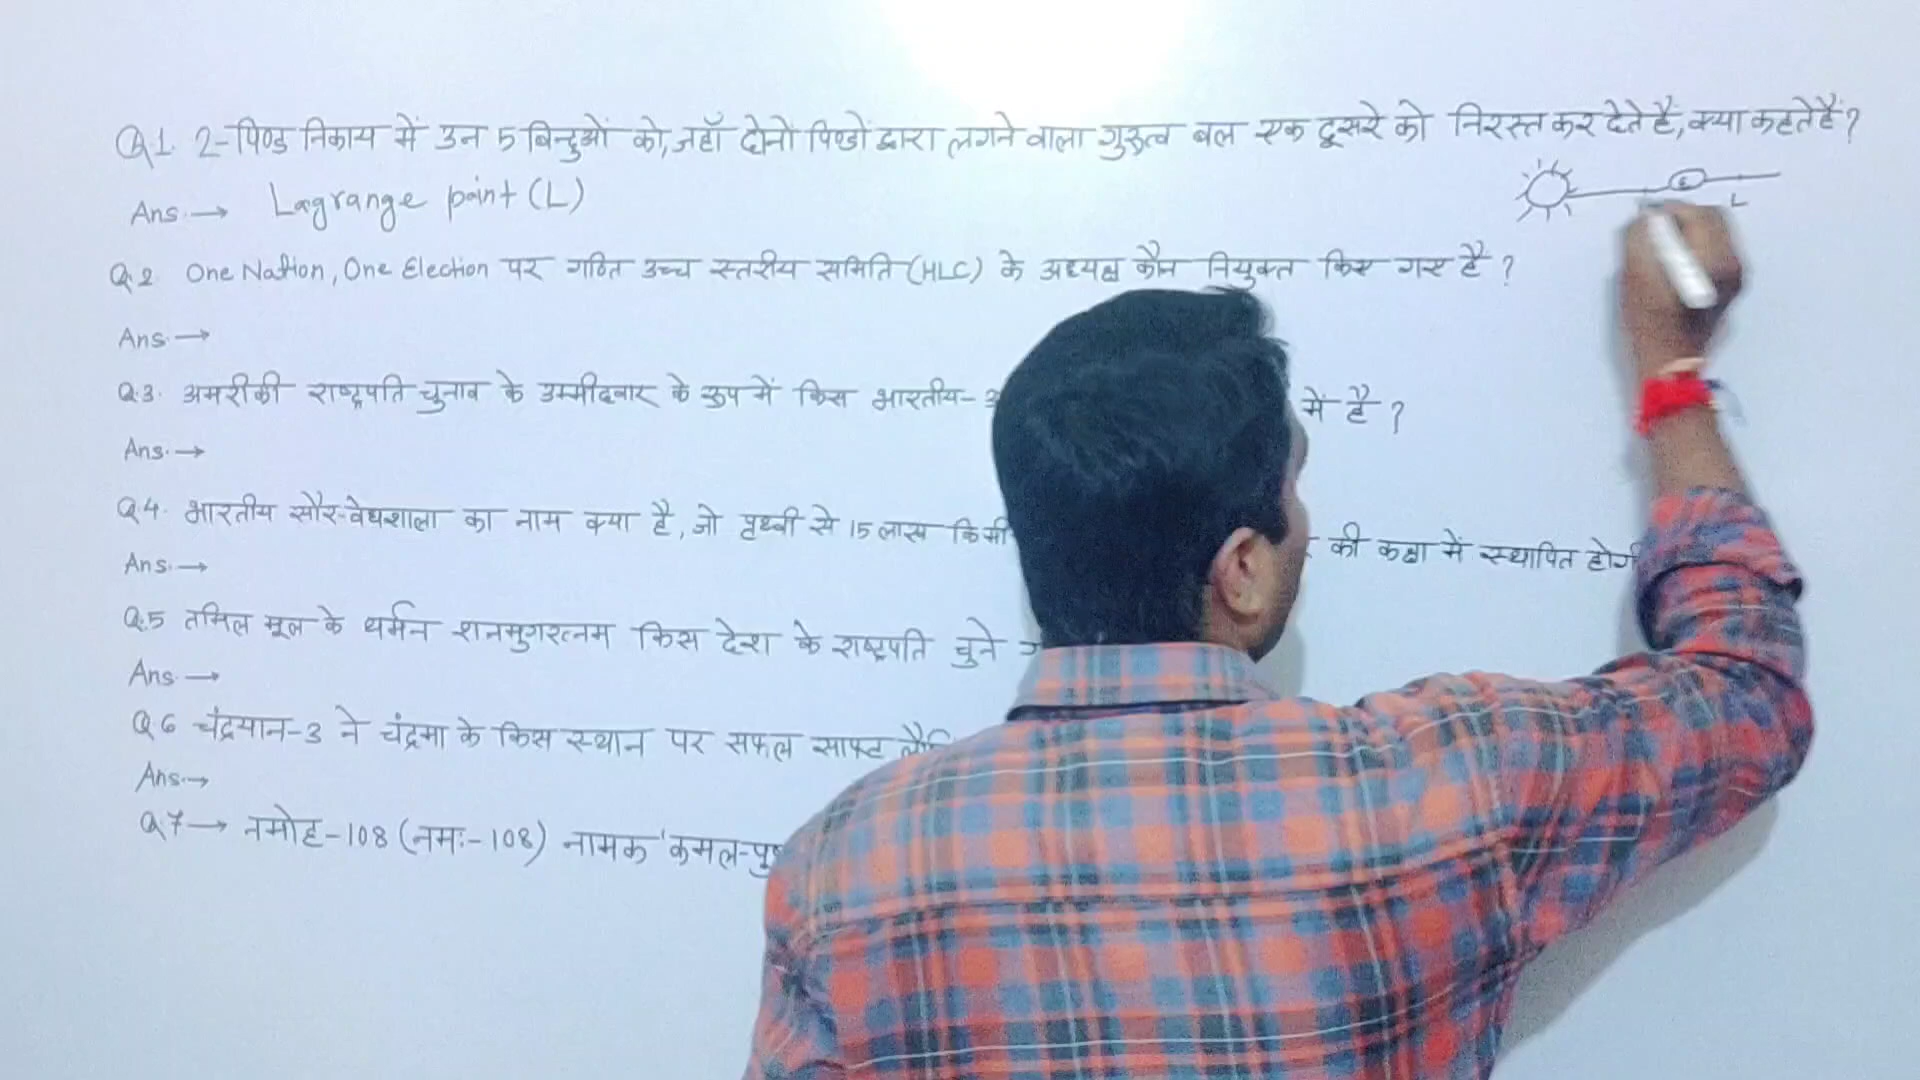 Q1. 2-पिण्ड निकाय में उन 5 बिन्दुओं को, जहाँ दोनों पिण्डों द्वारा लगने वाला गुरुत्व बल एक दूसरे को निरस्त कर देते हैं, क्या कहते हैं?
Ans. → Lagrange point (L)
E
L
Q.2 One Nation, One Election पर गठित उच्च स्तरीय समिति (HLC) के अध्यक्ष कौन नियुक्त किए गए हैं?
Ans. →
Q.3. अमरीकी राष्ट्रपति चुनाव के उम्मीदवार के रूप में किस भारतीय- में है?
Ans. →
Q4. भारतीय सौर-वेधशाला का नाम क्या है, जो पृथ्वी से 15 लाख किमी की कक्षा में स्थापित होगी
Ans. →
Q.5 तमिल मूल के थर्मन शनमुगरत्नम किस देश के राष्ट्रपति चुने
Ans. →
Q.6 चंद्रयान-3 ने चंद्रमा के किस स्थान पर सफल साफ्ट
Ans. →
Q.7 → नमोह-108 (नमः-108) नामक 'कमल-